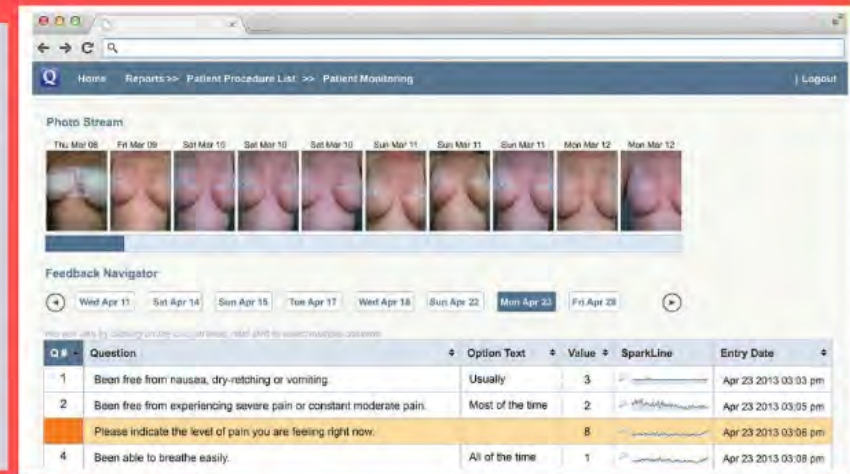 Q Home Reports >> Patient Procedure List >> Patient Monitoring | Logout
Photo Stream
Thu Mar 08 Fri Mar 09 Sat Mar 10 Sat Mar 10 Sat Mar 10 Sun Mar 11 Sun Mar 11 Sun Mar 11 Mon Mar 12 Mon Mar 12
Feedback Navigator
Wed Apr 11 Sat Apr 14 Sun Apr 15 Tue Apr 17 Wed Apr 18 Sun Apr 22 Mon Apr 23 Fri Apr 28
Q # Question Option Text Value SparkLine Entry Date
1 Been free from nausea, dry-retching or vomiting. Usually 3 Apr 23 2013 03:03 pm
2 Been free from experiencing severe pain or constant moderate pain. Most of the time 2 Apr 23 2013 03:05 pm
Please indicate the level of pain you are feeling right now. 8 Apr 23 2013 03:06 pm
4 Been able to breathe easily. All of the time 1 Apr 23 2013 03:08 pm